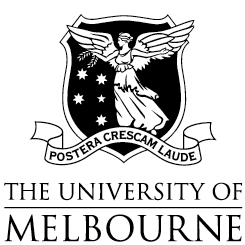 POSTERA CRESCAM LAUDE
THE UNIVERSITY OF
MELBOURNE